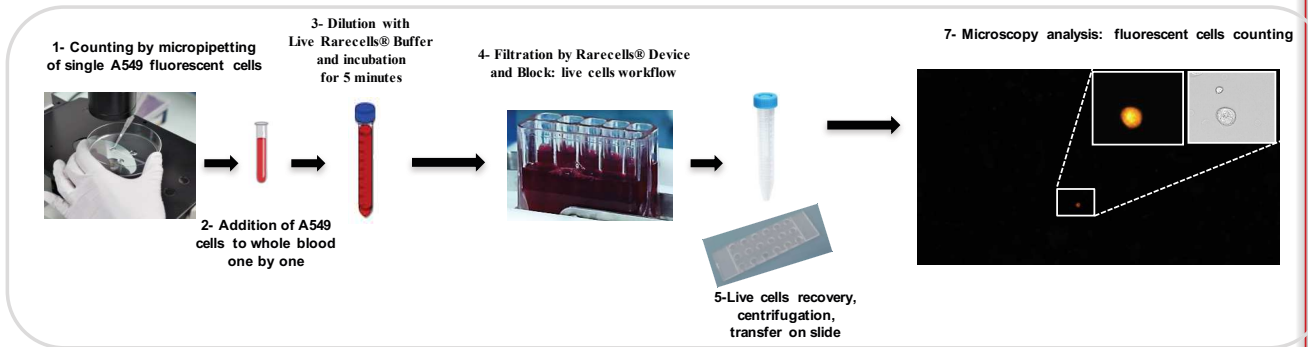 1- Counting by micropipetting
of single A549 fluorescent cells
2- Addition of A549
cells to whole blood
one by one
3- Dilution with
Live Rarecells® Buffer
and incubation
for 5 minutes
4- Filtration by Rarecells® Device
and Block: live cells workflow
5-Live cells recovery,
centrifugation,
transfer on slide
7- Microscopy analysis: fluorescent cells counting